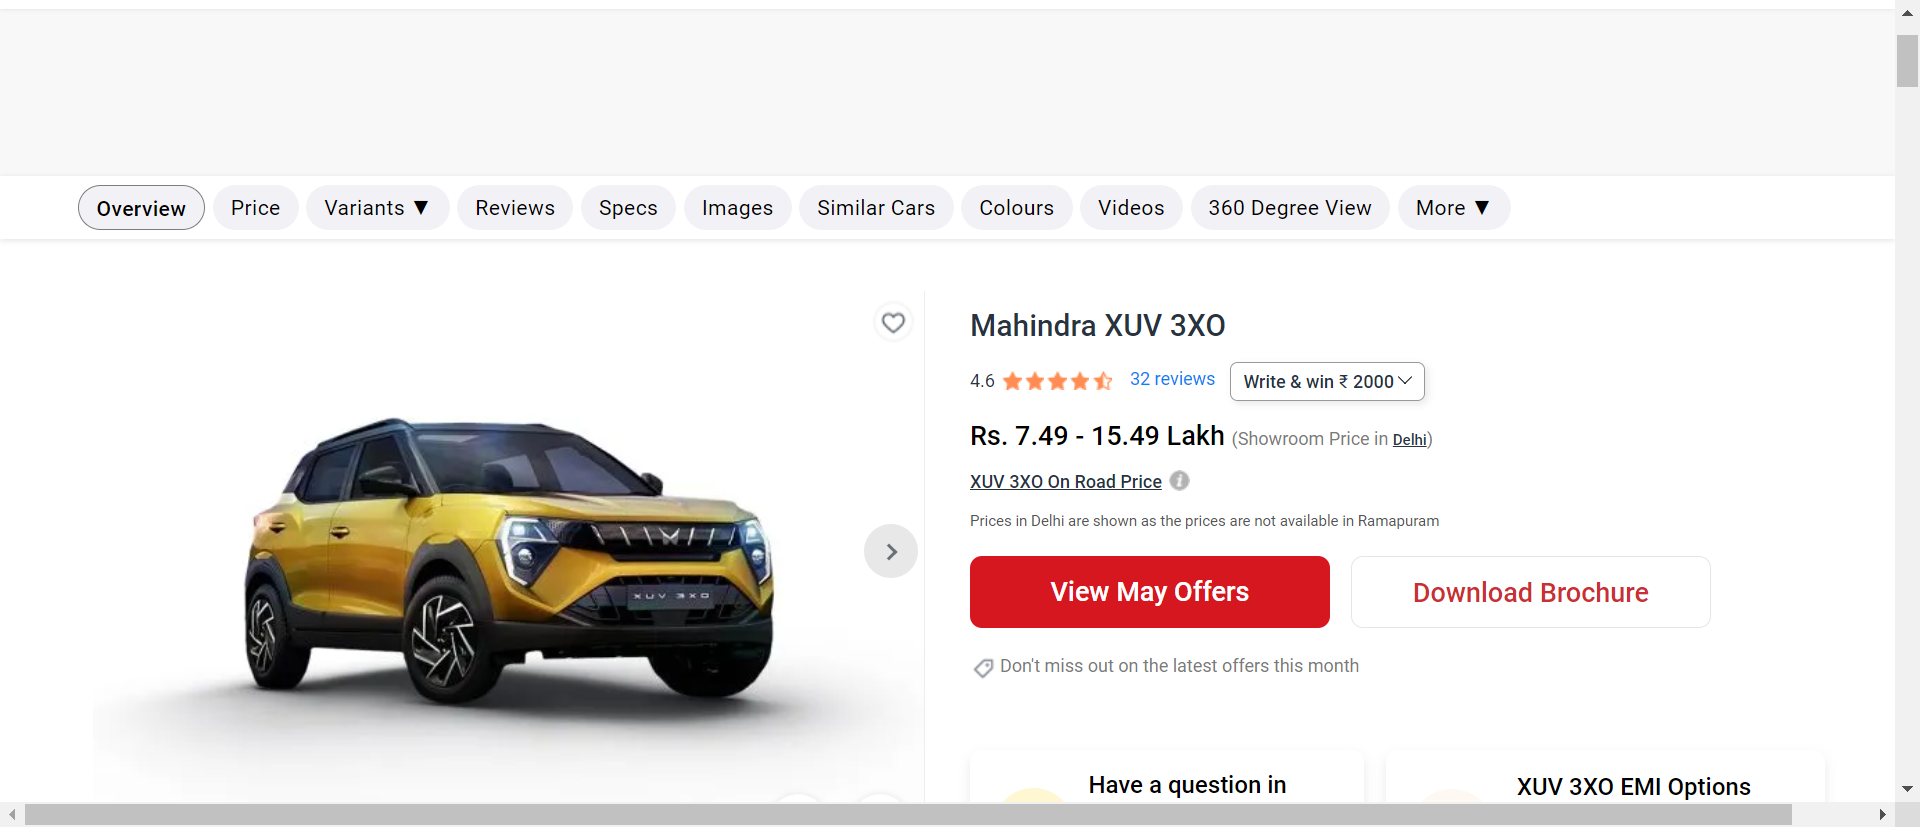 Overview Price Variants ▼ Reviews Specs Images Similar Cars Colours Videos 360 Degree View More ▼
Mahindra XUV 3XO
4.6 32 reviews Write & win ₹ 2000
Rs. 7.49 - 15.49 Lakh (Showroom Price in Delhi)
XUV 3XO On Road Price i
Prices in Delhi are shown as the prices are not available in Ramapuram
XUV 3XO
View May Offers Download Brochure
Don't miss out on the latest offers this month
Have a question in XUV 3XO EMI Options